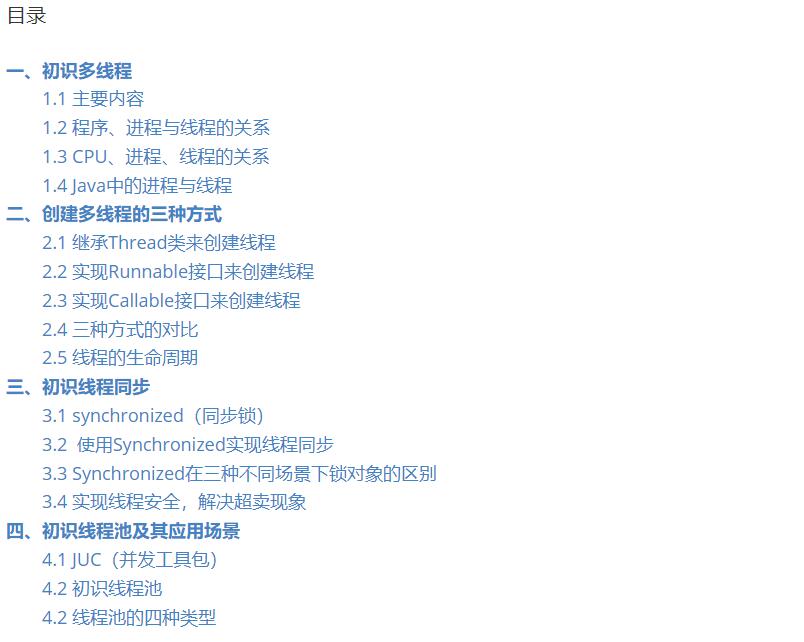 目录
一、初识多线程
1.1 主要内容
1.2 程序、进程与线程的关系
1.3 CPU、进程、线程的关系
1.4 Java中的进程与线程
二、创建多线程的三种方式
2.1 继承Thread类来创建线程
2.2 实现Runnable接口来创建线程
2.3 实现Callable接口来创建线程
2.4 三种方式的对比
2.5 线程的生命周期
三、初识线程同步
3.1 synchronized（同步锁）
3.2 使用Synchronized实现线程同步
3.3 Synchronized在三种不同场景下锁对象的区别
3.4 实现线程安全，解决超卖现象
四、初识线程池及其应用场景
4.1 JUC（并发工具包）
4.2 初识线程池
4.2 线程池的四种类型